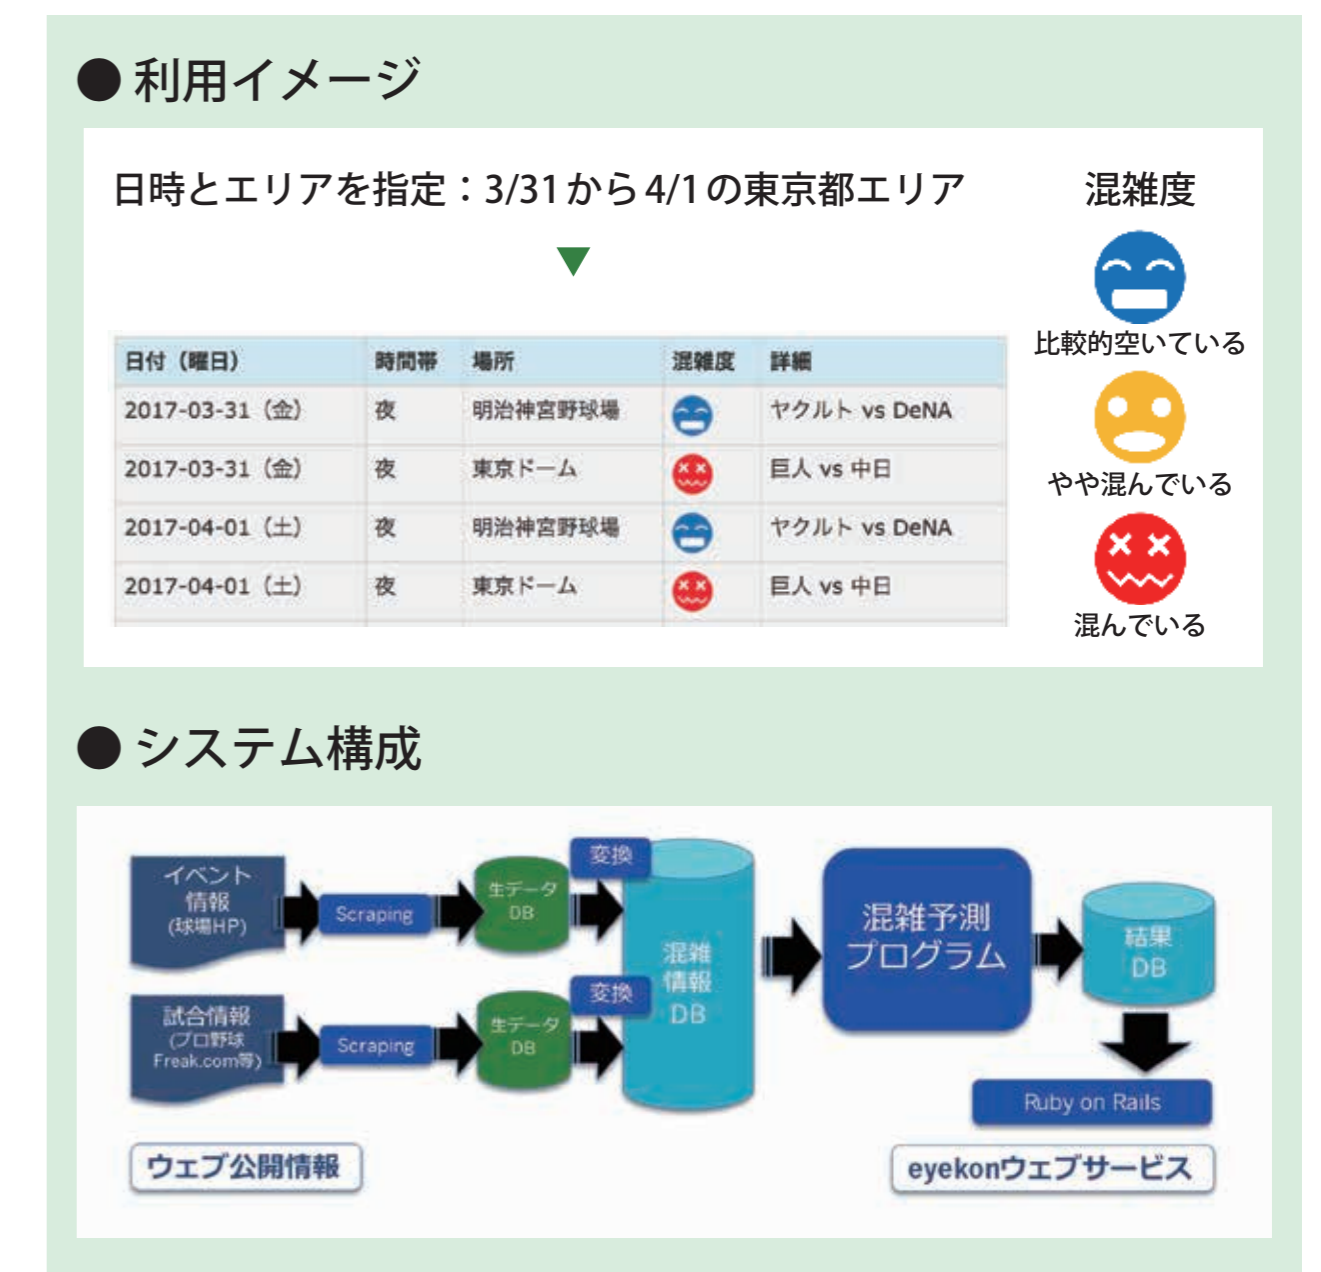 ● 利用イメージ
日時とエリアを指定：3/31から4/1の東京都エリア
混雑度
▼
比較的空いている
やや混んでいる
混んでいる
日付（曜日） 時間帯 場所 混雑度 詳細
2017-03-31（金） 夜 明治神宮野球場 ヤクルト vs DeNA
2017-03-31（金） 夜 東京ドーム 巨人 vs 中日
2017-04-01（土） 夜 明治神宮野球場 ヤクルト vs DeNA
2017-04-01（土） 夜 東京ドーム 巨人 vs 中日
● システム構成
イベント
情報
(球場HP)
Scraping
生データ
DB
変換
試合情報
(プロ野球
Freak.com等)
Scraping
生データ
DB
変換
混雑
情報
DB
混雑予測
プログラム
結果
DB
Ruby on Rails
ウェブ公開情報
eyekonウェブサービス